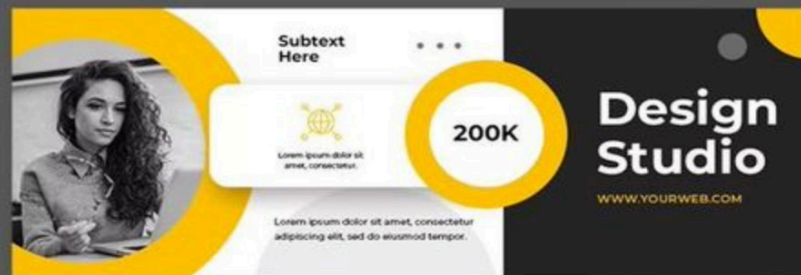 Subtext
Here
Lorem ipsum dolor sit
amet, consectetur.
200K
Lorem ipsum dolor sit amet, consectetur
adipiscing elit, sed do eiusmod tempor.
Design
Studio
WWW.YOURWEB.COM